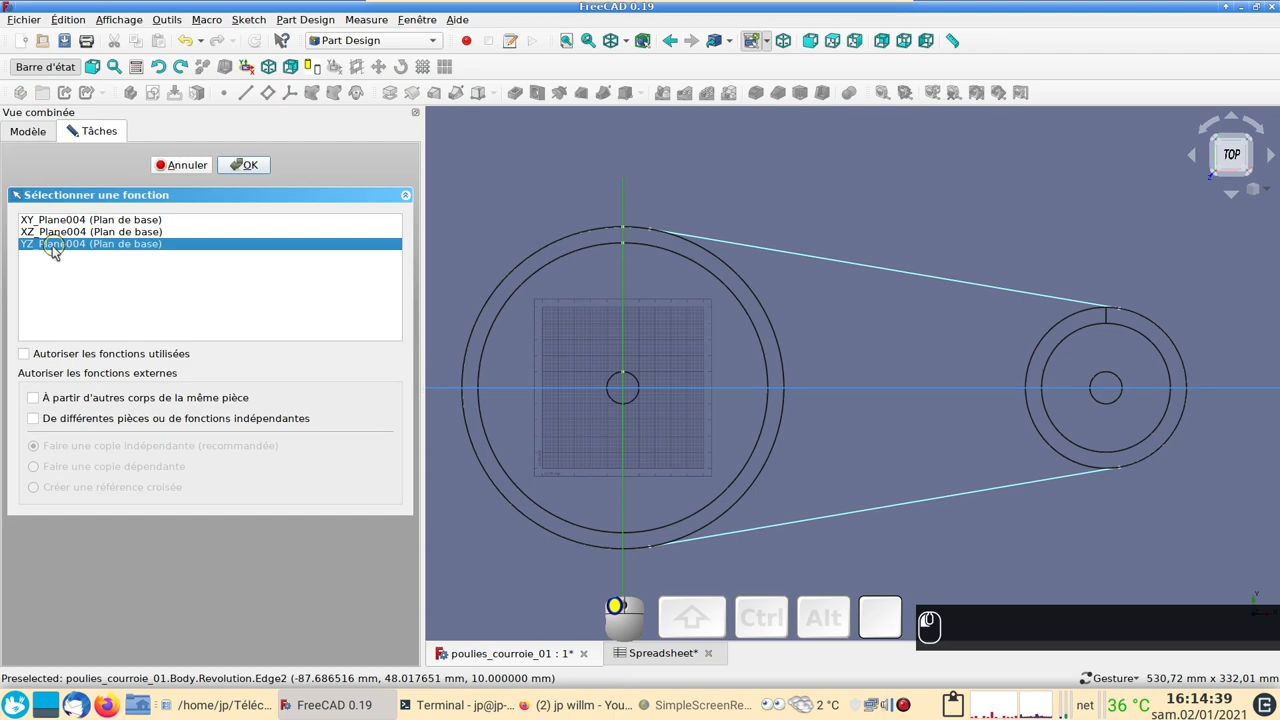 FreeCAD 0.19
Fichier Édition Affichage Outils Macro Sketch Part Design Measure Fenêtre Aide
Part Design
Barre d'état
Vue combinée
Modèle Tâches
Annuler OK
Sélectionner une fonction
XY_Plane004 (Plan de base)
XZ_Plane004 (Plan de base)
YZ_Plane004 (Plan de base)
Autoriser les fonctions utilisées
Autoriser les fonctions externes
À partir d'autres corps de la même pièce
De différentes pièces ou de fonctions indépendantes
Faire une copie indépendante (recommandée)
Faire une copie dépendante
Créer une référence croisée
TOP
Z
Y
Ctrl Alt
poulies_courroie_01 : 1* Spreadsheet*
Preselected: poulies_courroie_01.Body.Revolution.Edge2 (-87.686516 mm, 48.017651 mm, 10.000000 mm) Gesture 530,72 mm x 332,01 mm
/home/jp/Téléc... FreeCAD 0.19 Terminal - jp@jp-... (2) jp willm - You... SimpleScreenRe... 2 °C net 36 °C 16:14:39
sam.02/01/2021